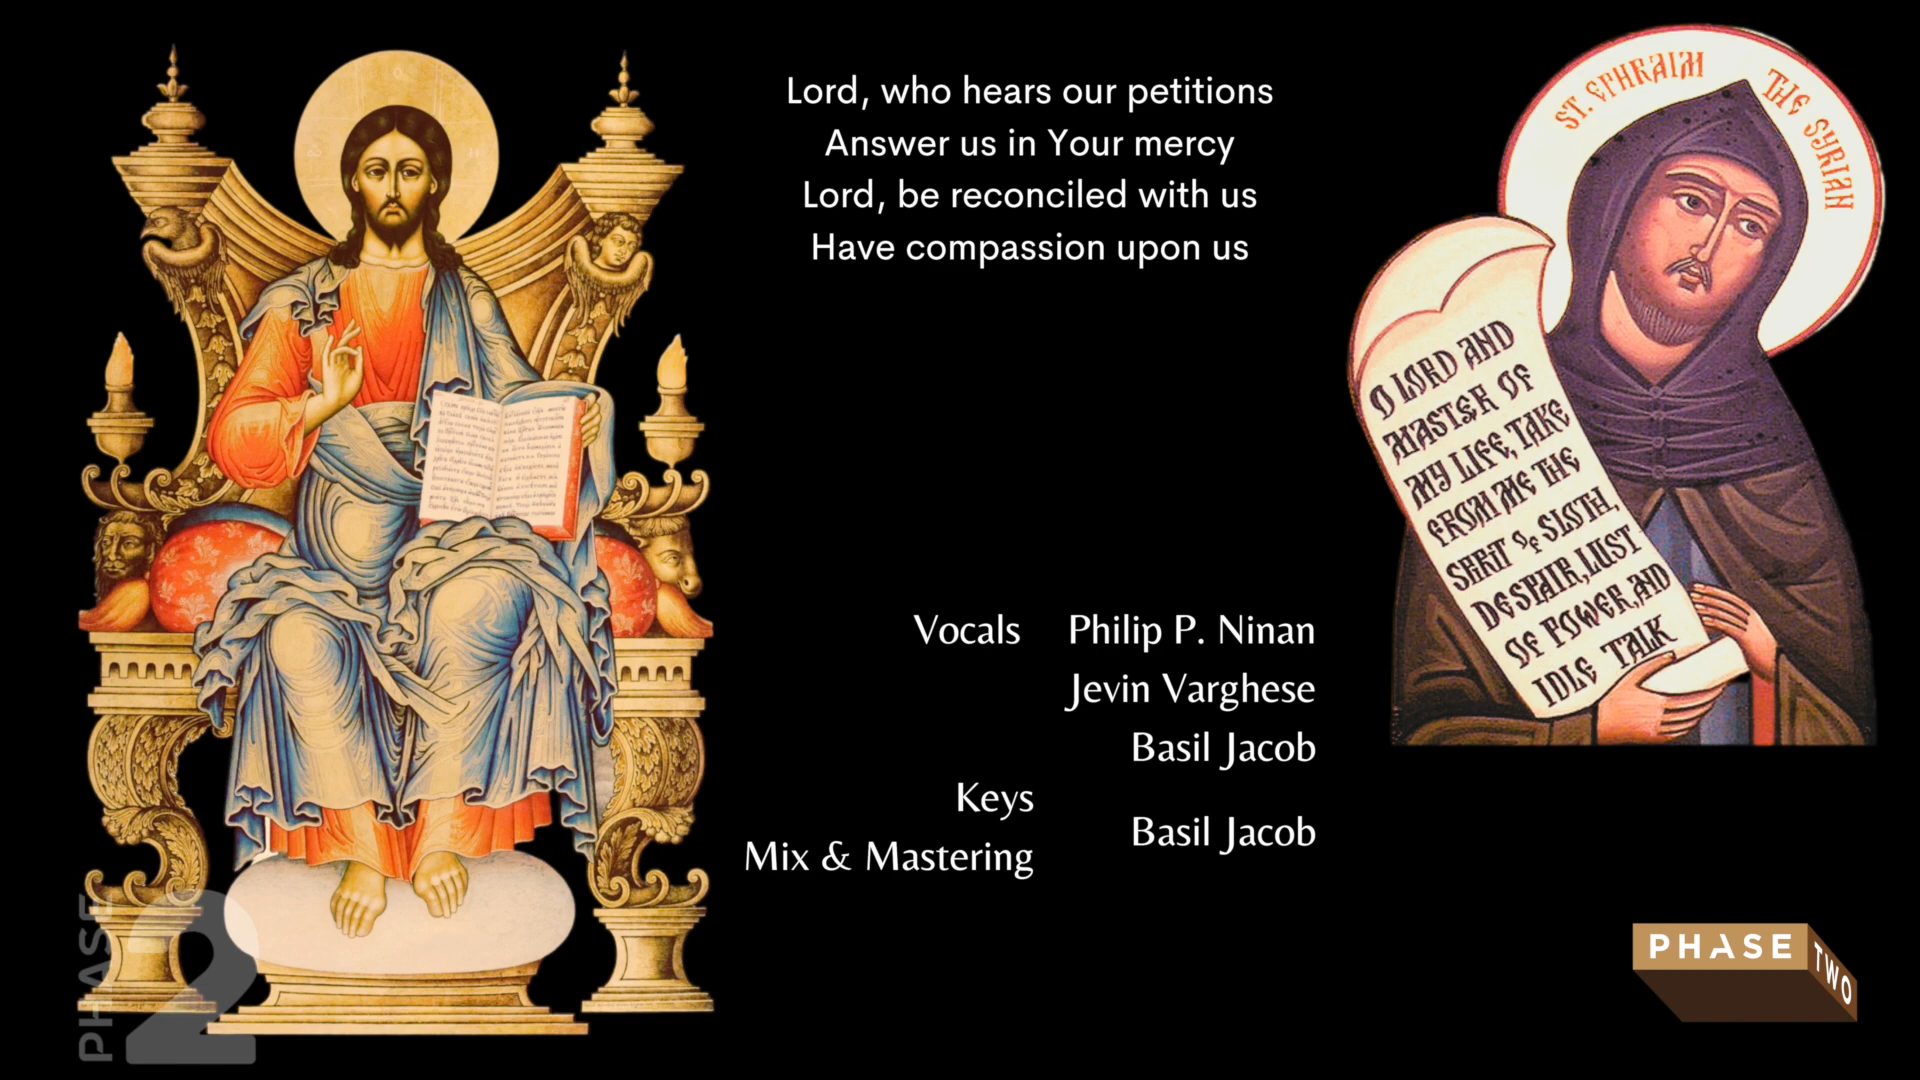 Lord, who hears our petitions
Answer us in Your mercy
Lord, be reconciled with us
Have compassion upon us
ST. EPHRAIM THE SYRIAN
O LORD AND
MASTER OF
MY LIFE, TAKE
FROM ME THE
SPIRIT OF SLOTH,
DESPAIR, LUST
OF POWER, AND
IDLE TALK
Vocals Philip P. Ninan
Jevin Varghese
Basil Jacob
Keys
Mix & Mastering
Basil Jacob
PHASE 2
PHASE TWO